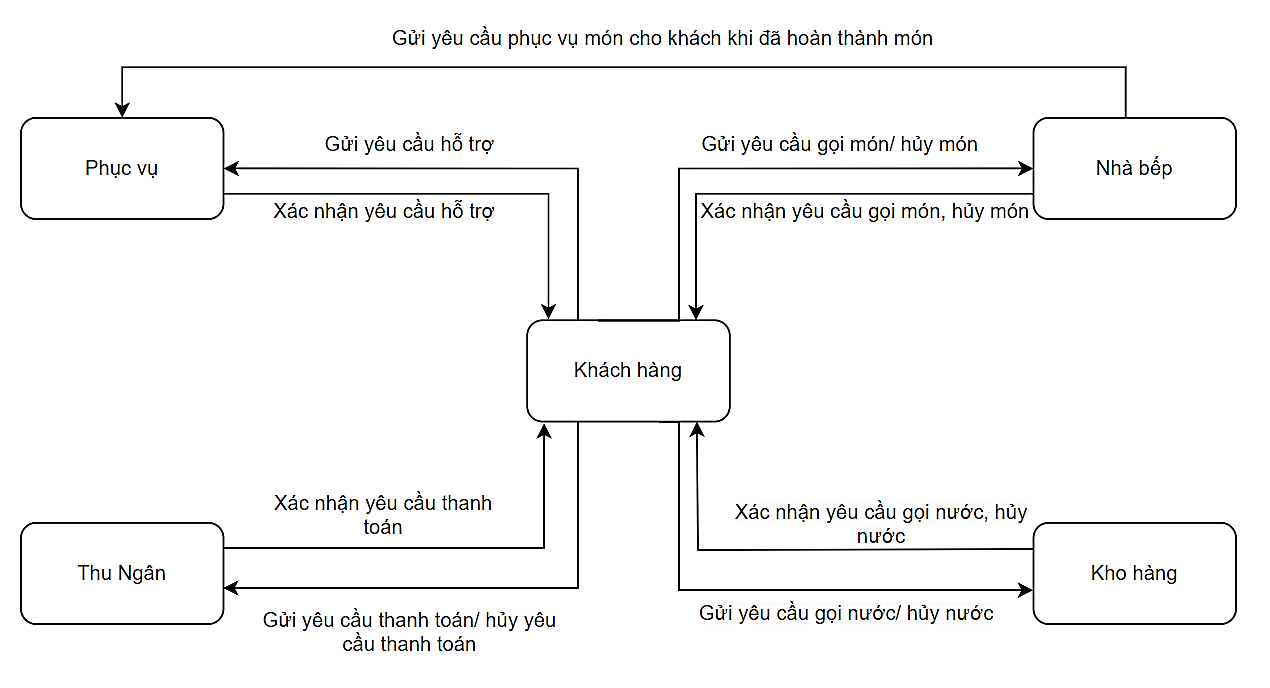 Gửi yêu cầu phục vụ món cho khách khi đã hoàn thành món
Phục vụ
Gửi yêu cầu hỗ trợ
Gửi yêu cầu gọi món/ hủy món
Nhà bếp
Xác nhận yêu cầu hỗ trợ
Xác nhận yêu cầu gọi món, hủy món
Khách hàng
Xác nhận yêu cầu thanh
toán
Xác nhận yêu cầu gọi nước, hủy
nước
Thu Ngân
Kho hàng
Gửi yêu cầu thanh toán/ hủy yêu
cầu thanh toán
Gửi yêu cầu gọi nước/ hủy nước